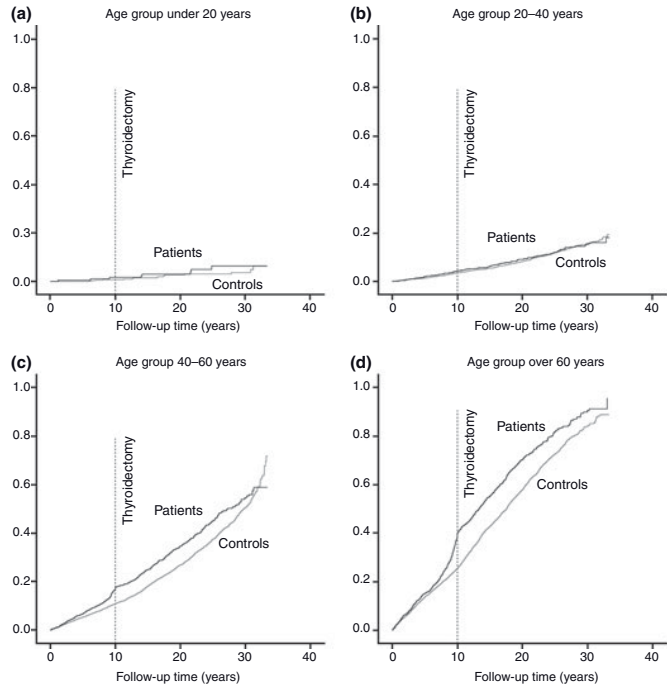 (a)
Age group under 20 years
1.0
0.8
0.6
0.4
0.3
0.0
Thyroidectomy
Patients
Controls
0
10
20
30
40
Follow-up time (years)
(b)
Age group 20–40 years
1.0
0.8
0.6
0.4
0.2
0.0
Thyroidectomy
Patients
Controls
0
10
20
30
40
Follow-up time (years)
(c)
Age group 40–60 years
1.0
0.8
0.6
0.4
0.2
0.0
Thyroidectomy
Patients
Controls
0
10
20
30
40
Follow-up time (years)
(d)
Age group over 60 years
1.0
0.8
0.6
0.4
0.2
0.0
Thyroidectomy
Patients
Controls
0
10
20
30
40
Follow-up time (years)